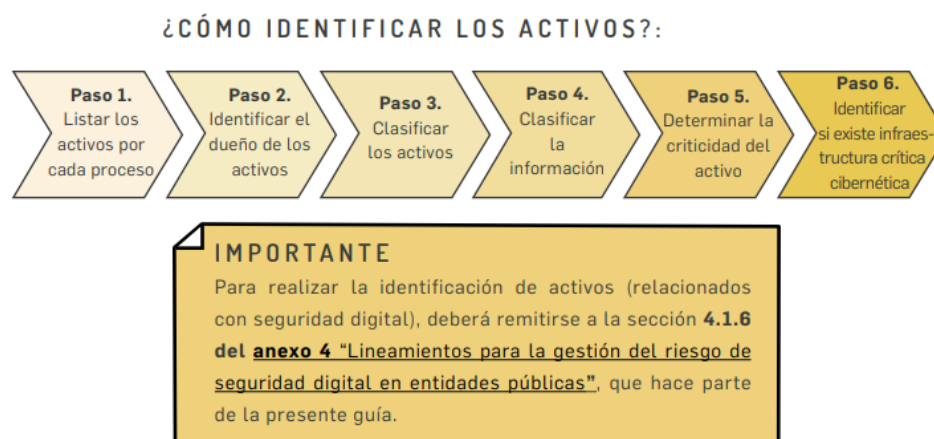 ¿CÓMO IDENTIFICAR LOS ACTIVOS?:
Paso 1.
Listar los
activos por
cada proceso
Paso 2.
Identificar el
dueño de los
activos
Paso 3.
Clasificar
los activos
Paso 4.
Clasificar
la
información
Paso 5.
Determinar la
criticidad del
activo
Paso 6.
Identificar
si existe infraes-
tructura crítica
cibernética
IMPORTANTE
Para realizar la identificación de activos (relacionados
con seguridad digital), deberá remitirse a la sección 4.1.6
del anexo 4 “Lineamientos para la gestión del riesgo de
seguridad digital en entidades públicas”, que hace parte
de la presente guía.